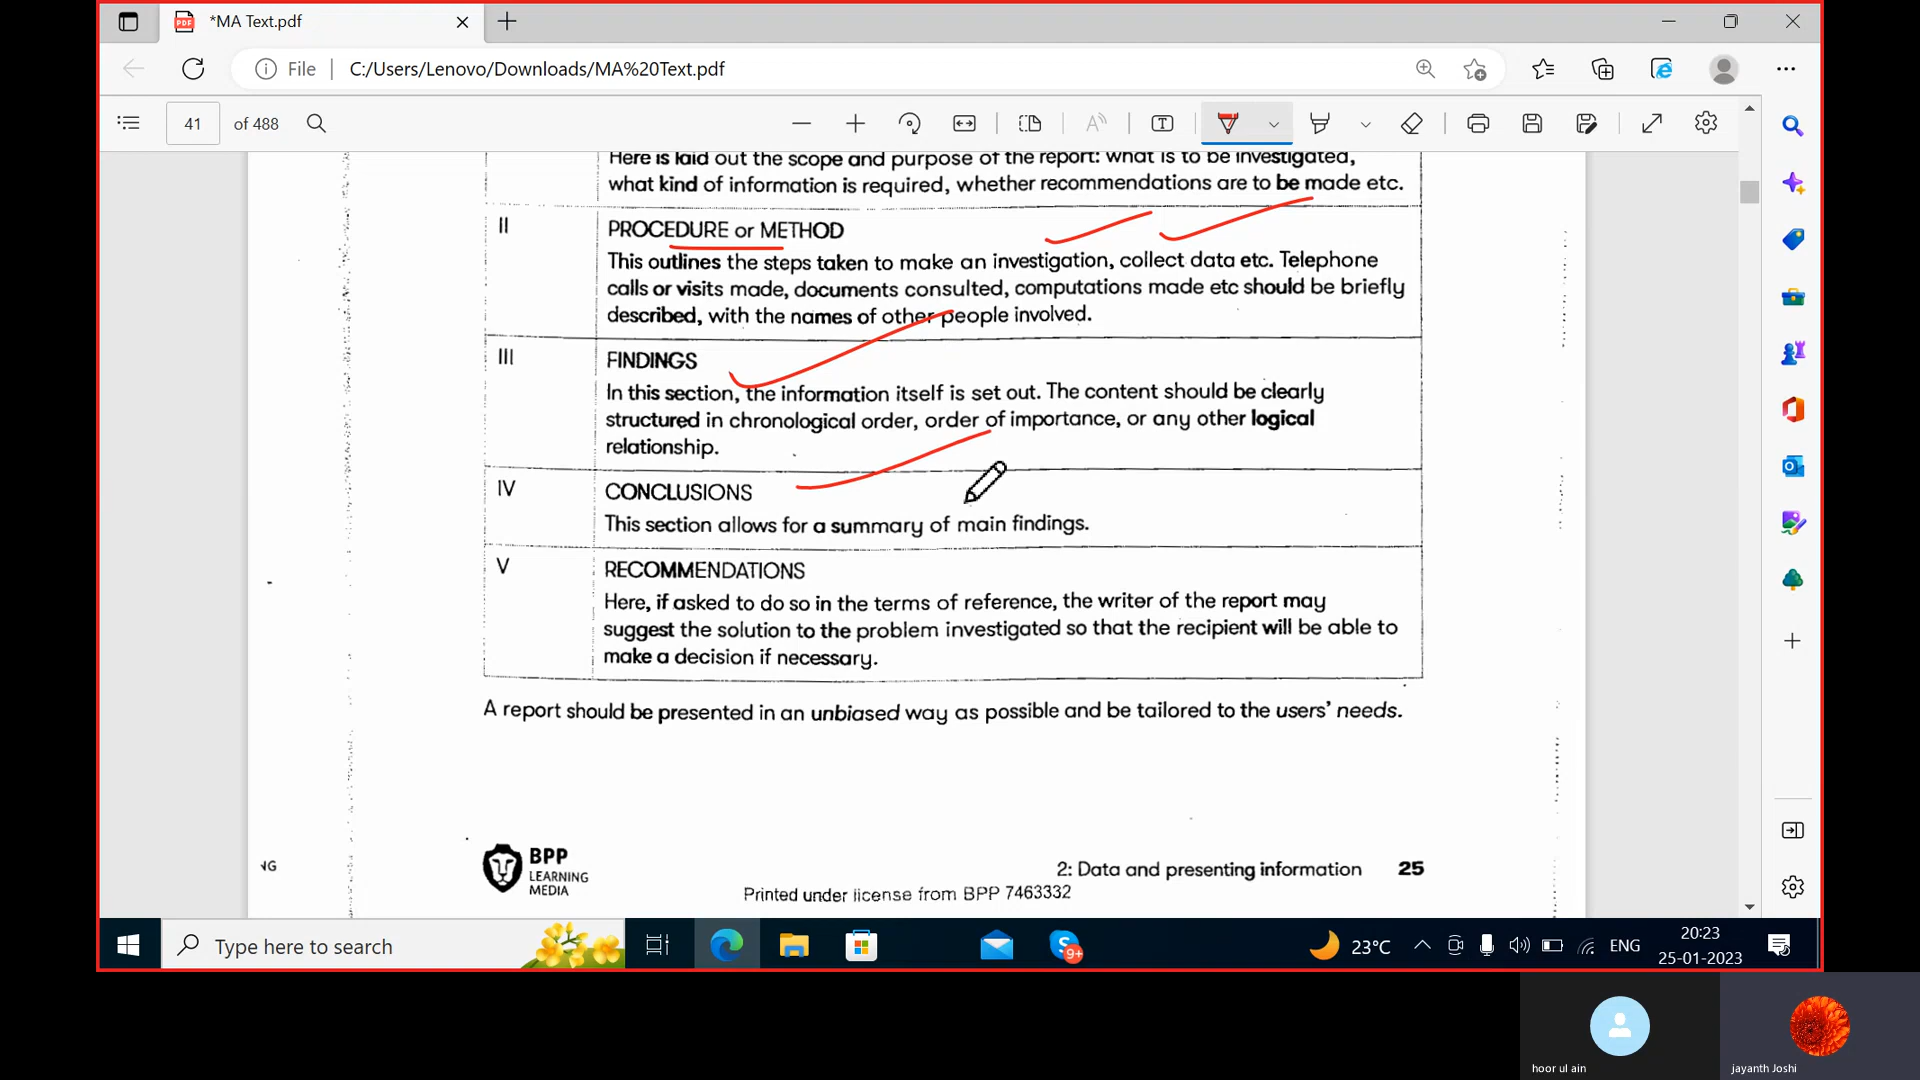 *MA Text.pdf
File
C:/Users/Lenovo/Downloads/MA%20Text.pdf
41 of 488
Here is laid out the scope and purpose of the report: what is to be investigated,
what kind of information is required, whether recommendations are to be made etc.
II PROCEDURE or METHOD
This outlines the steps taken to make an investigation, collect data etc. Telephone
calls or visits made, documents consulted, computations made etc should be briefly
described, with the names of other people involved.
III FINDINGS
In this section, the information itself is set out. The content should be clearly
structured in chronological order, order of importance, or any other logical
relationship.
IV CONCLUSIONS
This section allows for a summary of main findings.
V RECOMMENDATIONS
Here, if asked to do so in the terms of reference, the writer of the report may
suggest the solution to the problem investigated so that the recipient will be able to
make a decision if necessary.
A report should be presented in an unbiased way as possible and be tailored to the users' needs.
BPP
LEARNING
MEDIA
2: Data and presenting information 25
Printed under license from BPP 7463332
Type here to search
9+
23°C
ENG
20:23
25-01-2023
hoor ul ain
jayanth Joshi